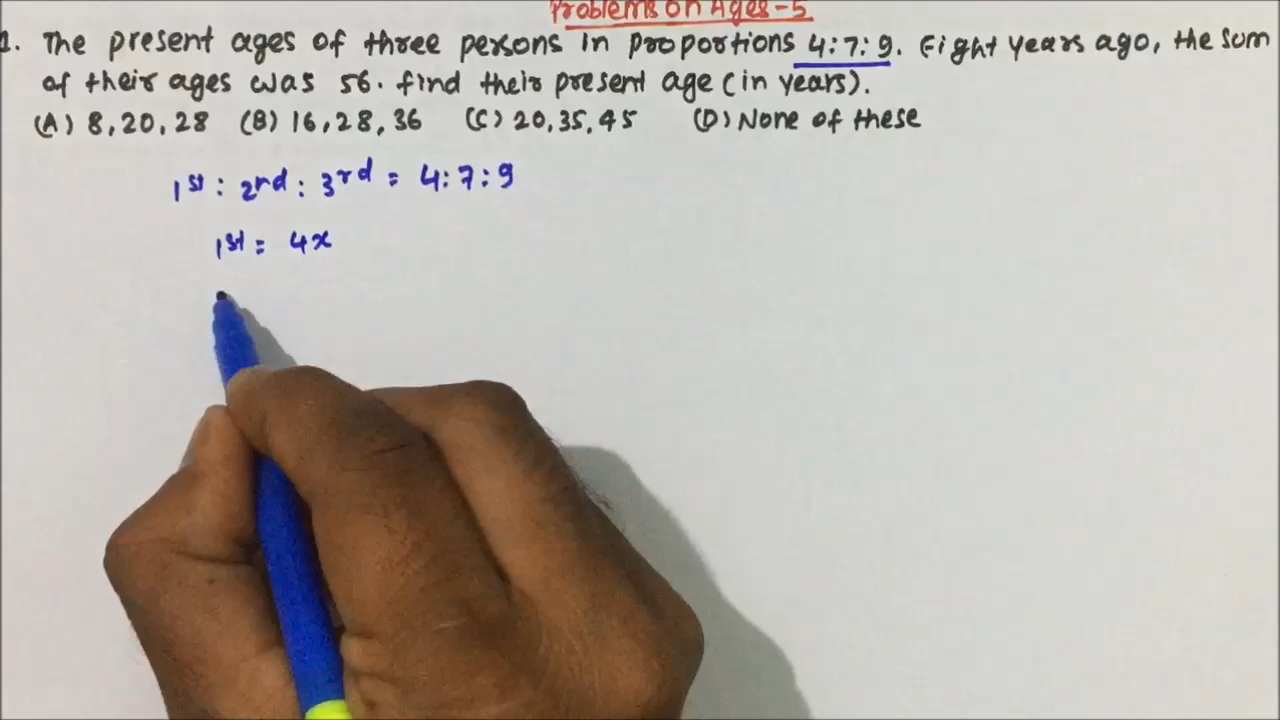 Problems on Ages-5
1. The present ages of three persons in proportions 4:7:9. Eight years ago, the sum
of their ages was 56. find their present age (in years).
(A) 8,20,28 (B) 16,28,36 (C) 20,35,45 (D) None of these
1st : 2nd : 3rd = 4:7:9
1st = 4x